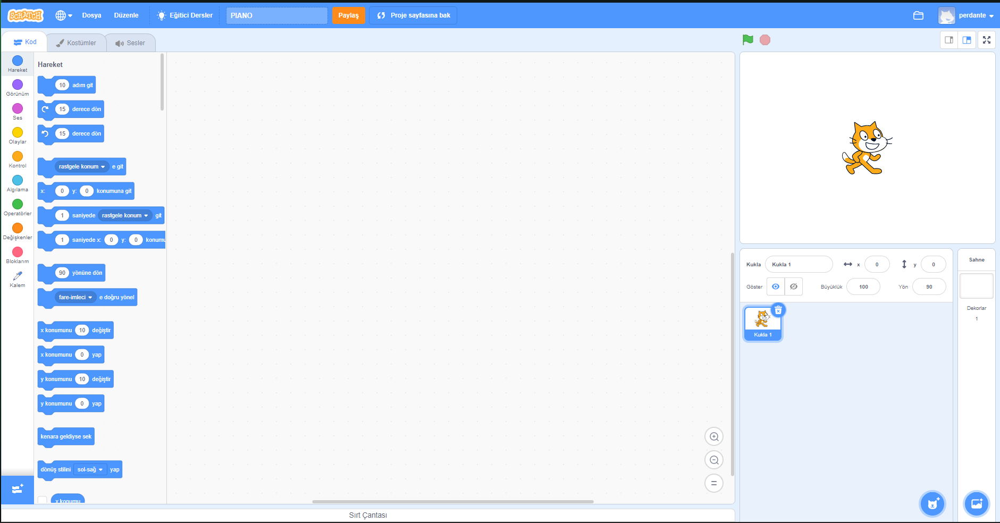 SCRATCH
Dosya
Düzenle
Eğitici Dersler
PIANO
Paylaş
Proje sayfasına bak
perdante
Kod
Kostümler
Sesler
Hareket
Görünüm
Ses
Olaylar
Kontrol
Algılama
Operatörler
Değişkenler
Bloklarım
Kalem
Hareket
10 adım git
15 derece dön
15 derece dön
rastgele konum e git
x: 0 y: 0 konumuna git
1 saniyede rastgele konum git
1 saniyede x: 0 y: 0 konumu
90 yönüne dön
fare-imleci e doğru yönel
x konumunu 10 değiştir
x konumunu 0 yap
y konumunu 10 değiştir
y konumunu 0 yap
kenara geldiyse sek
dönüş stilini sol-sağ yap
x konumu
Sırt Çantası
Kukla Kukla 1 x 0 y 0
Göster Büyüklük 100 Yön 90
Kukla 1
Sahne
Dekorlar
1